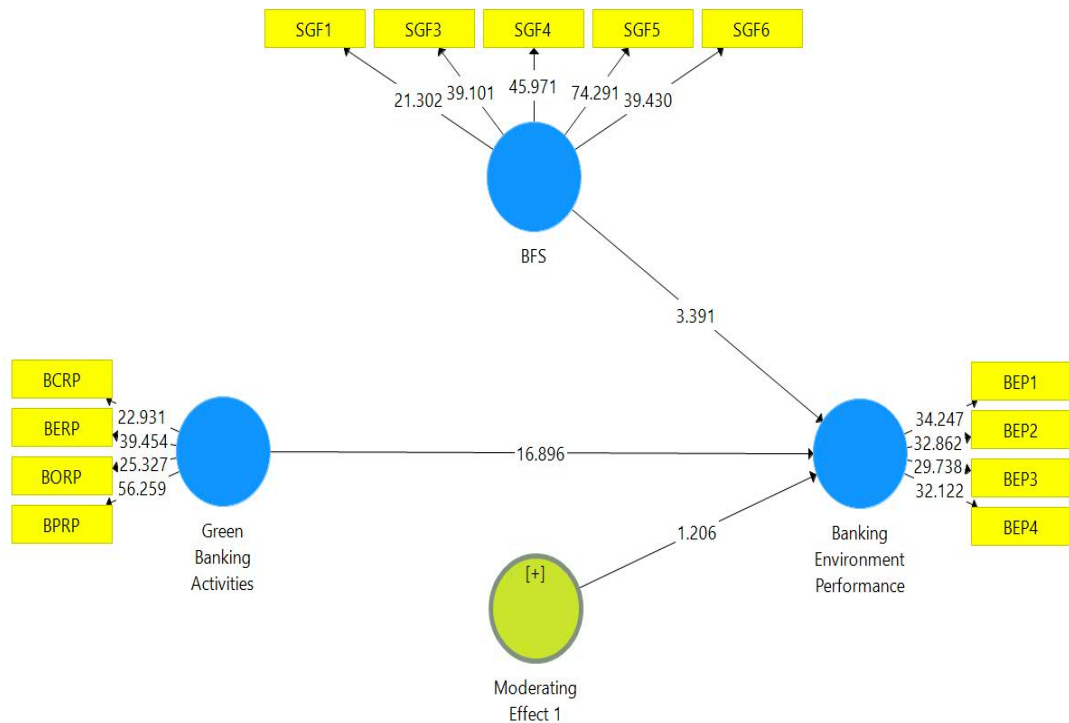 SGF1
SGF3
SGF4
SGF5
SGF6
21.302
39.101
45.971
74.291
39.430
BFS
3.391
BCRP
BERP
BORP
BPRP
22.931
39.454
25.327
56.259
Green
Banking
Activities
16.896
1.206
[+]
Moderating
Effect 1
34.247
32.862
29.738
32.122
BEP1
BEP2
BEP3
BEP4
Banking
Environment
Performance